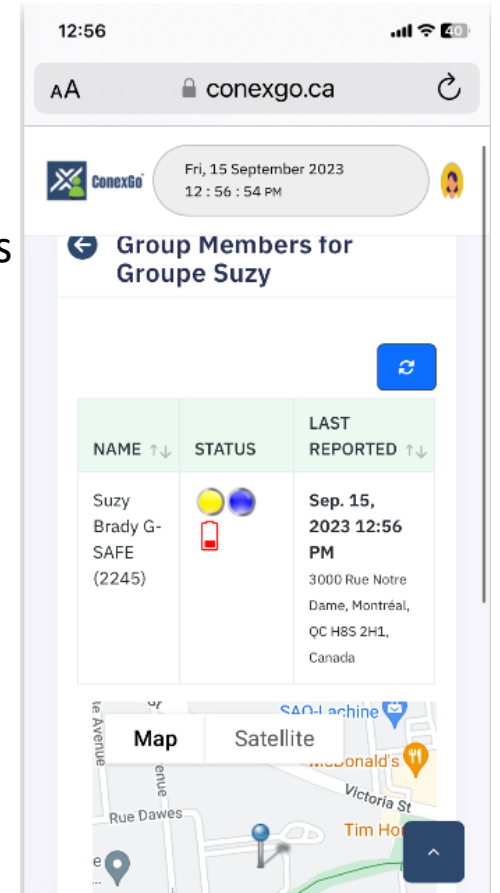 12:56
40
AA conexgo.ca
ConexGo
Fri, 15 September 2023
12 : 56 : 54 PM
s
Group Members for
Groupe Suzy
NAME ↑↓ STATUS LAST
REPORTED ↑↓
Suzy
Brady G-
SAFE
(2245)
Sep. 15,
2023 12:56
PM
3000 Rue Notre
Dame, Montréal,
QC H8S 2H1,
Canada
SAQ-Lachine
Map Satellite
McDonald's
Avenue
Victoria St
Rue Dawes
Tim Ho